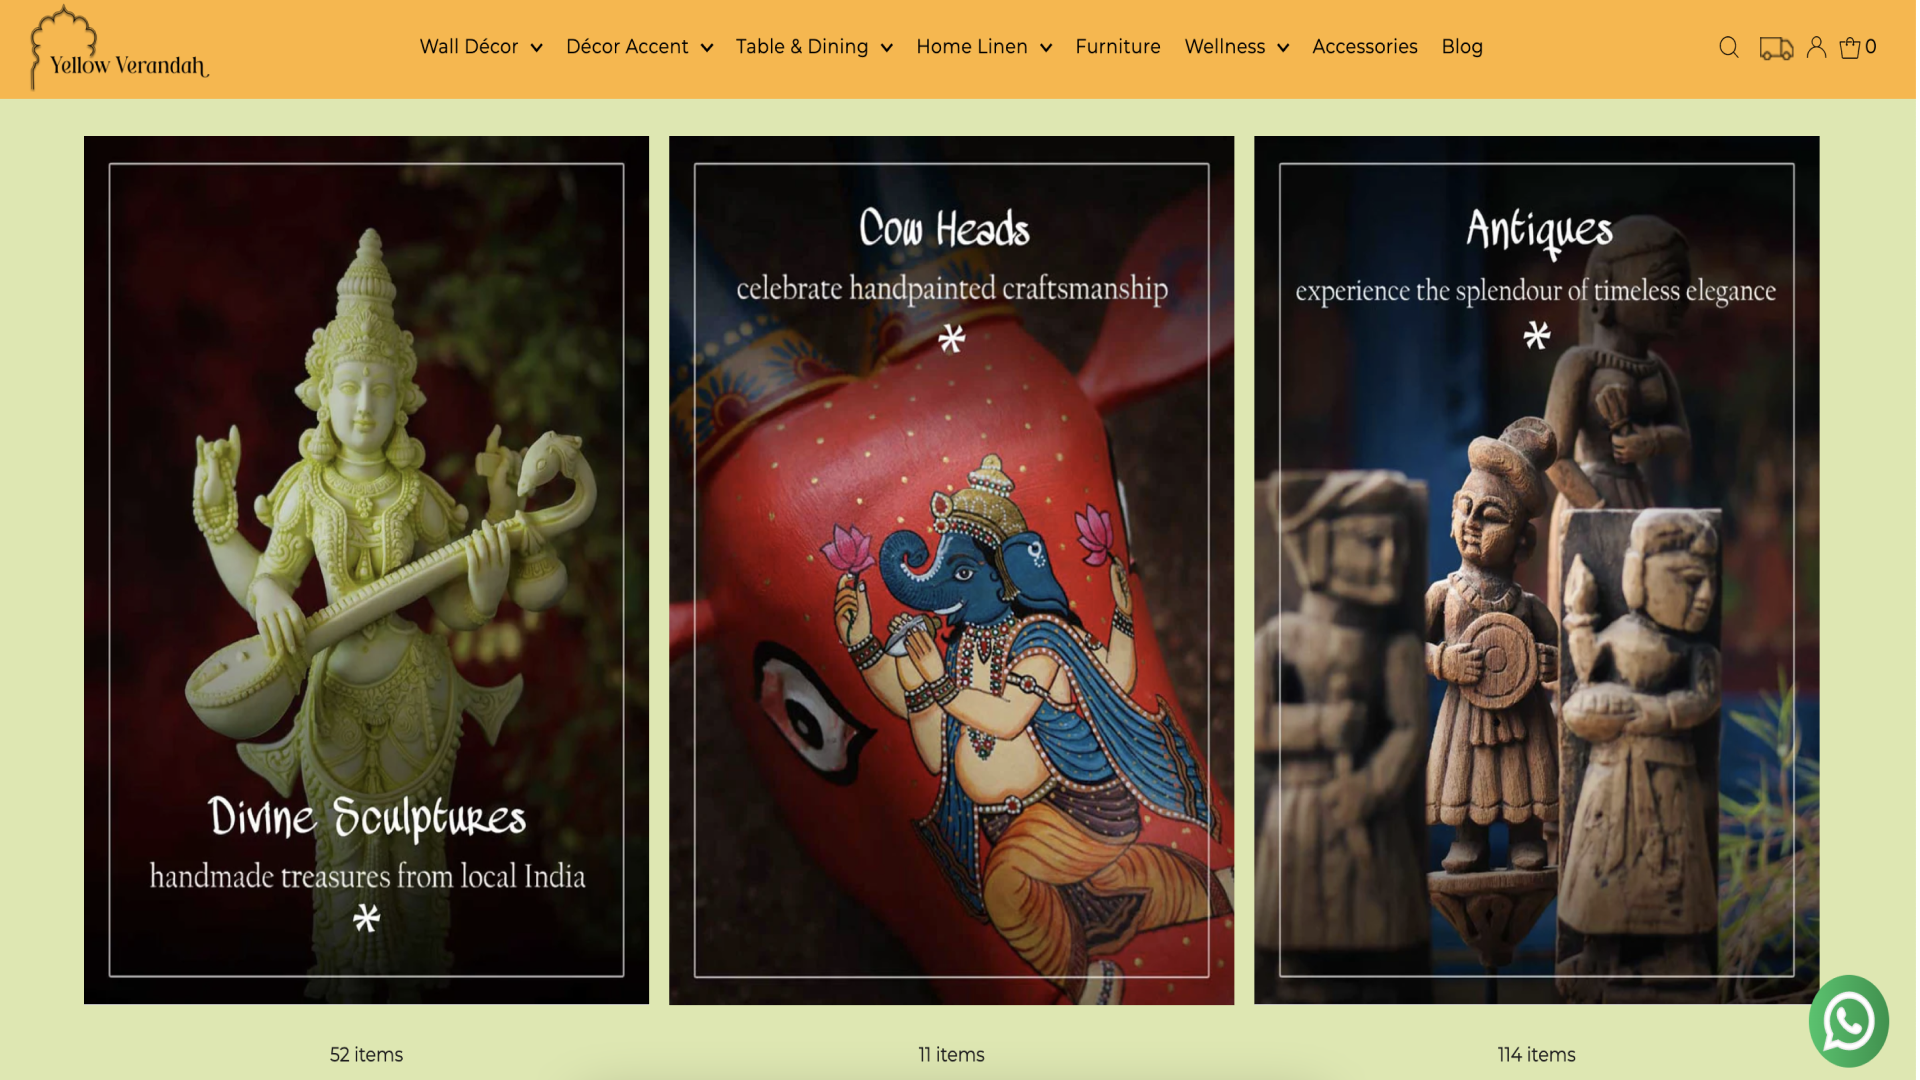 Yellow Verandah
Wall Décor
Décor Accent
Table & Dining
Home Linen
Furniture
Wellness
Accessories
Blog
0
Divine Sculptures
handmade treasures from local India
*
52 items
Cow Heads
celebrate handpainted craftsmanship
*
11 items
Antiques
experience the splendour of timeless elegance
*
114 items